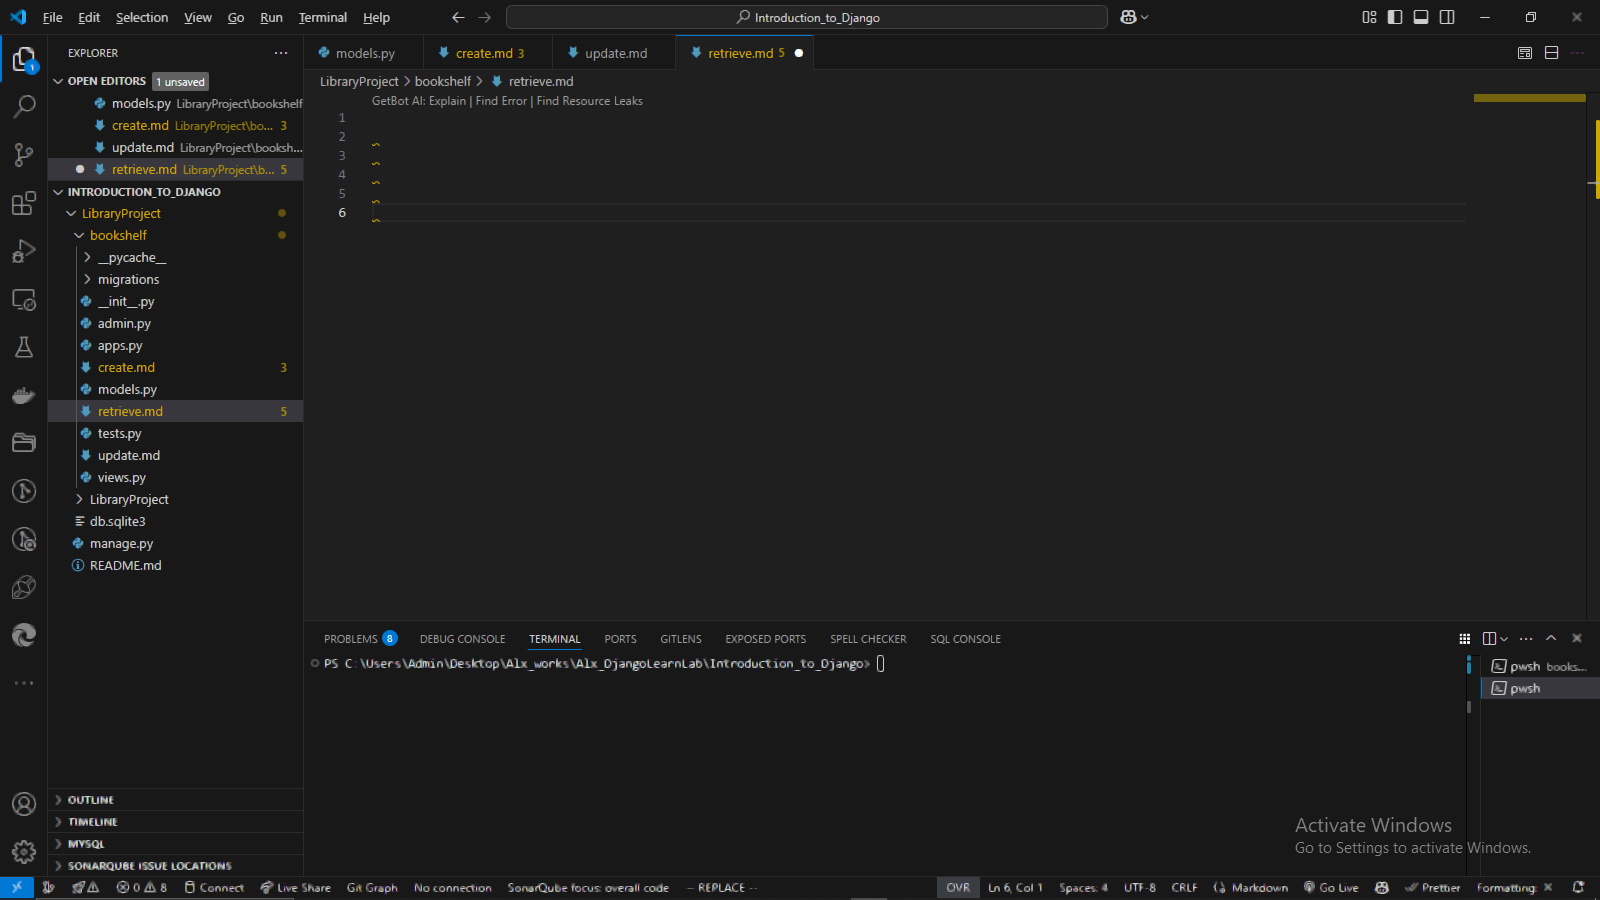 File Edit Selection View Go Run Terminal Help
Introduction_to_Django
EXPLORER
OPEN EDITORS 1 unsaved
models.py LibraryProject\bookshelf
create.md LibraryProject\bo... 3
update.md LibraryProject\booksh...
retrieve.md LibraryProject\b... 5
INTRODUCTION_TO_DJANGO
LibraryProject
bookshelf
__pycache__
migrations
__init__.py
admin.py
apps.py
create.md 3
models.py
retrieve.md 5
tests.py
update.md
views.py
LibraryProject
db.sqlite3
manage.py
README.md
OUTLINE
TIMELINE
MYSQL
SONARQUBE ISSUE LOCATIONS
models.py create.md 3 update.md retrieve.md 5
LibraryProject > bookshelf > retrieve.md
GetBot AI: Explain | Find Error | Find Resource Leaks
1
2
3
4
5
6
PROBLEMS 8 DEBUG CONSOLE TERMINAL PORTS GITLENS EXPOSED PORTS SPELL CHECKER SQL CONSOLE
PS C:\Users\Admin\Desktop\Alx_works\Alx_DjangoLearnLab\Introduction_to_Django>
pwsh books...
pwsh
Activate Windows
Go to Settings to activate Windows.
0 8 Connect Live Share Git Graph No connection SonarQube focus: overall code -- REPLACE -- OVR Ln 6, Col 1 Spaces: 4 UTF-8 CRLF Markdown Go Live Prettier Formatting: ×